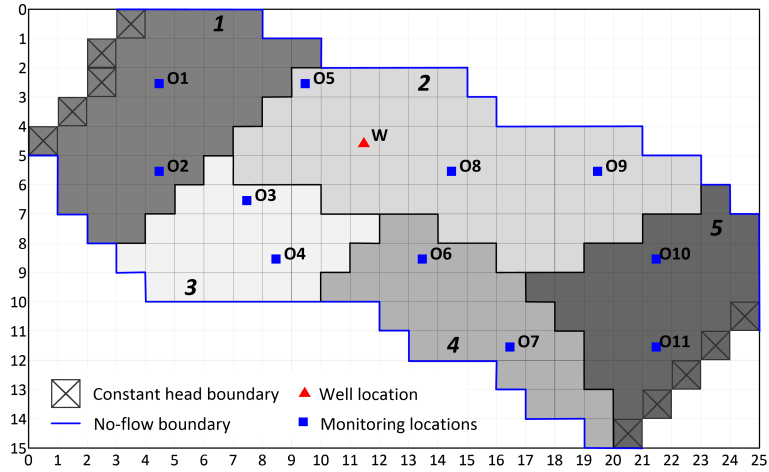 0
1
1
2
O1
O5
2
3
4
W
5
O2
O8
O9
6
O3
7
5
8
O4
O6
O10
9
3
10
11
4
O7
O11
12
13
Constant head boundary
Well location
14
No-flow boundary
Monitoring locations
15
0 1 2 3 4 5 6 7 8 9 10 11 12 13 14 15 16 17 18 19 20 21 22 23 24 25